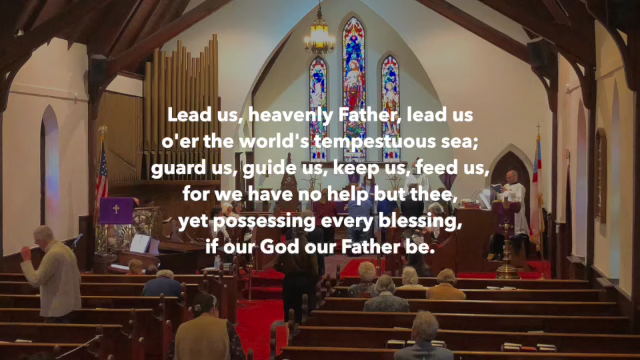 Lead us, heavenly Father, lead us
o'er the world's tempestuous sea;
guard us, guide us, keep us, feed us,
for we have no help but thee,
yet possessing every blessing,
if our God our Father be.